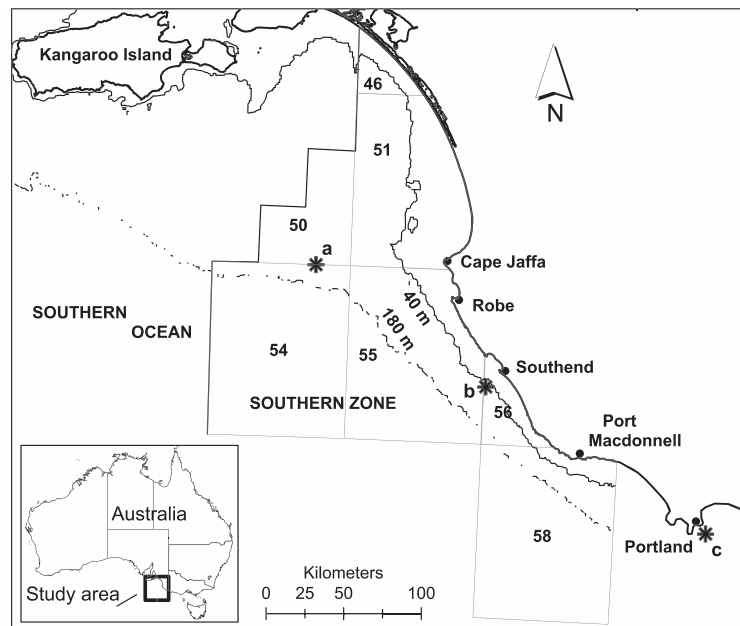 Kangaroo Island
46
N
51
50
a
Cape Jaffa
SOUTHERN
OCEAN
40 m
180 m
Robe
54
55
Southend
SOUTHERN ZONE
b
56
Port
Macdonnell
Australia
Study area
Kilometers
0 25 50 100
58
Portland
c